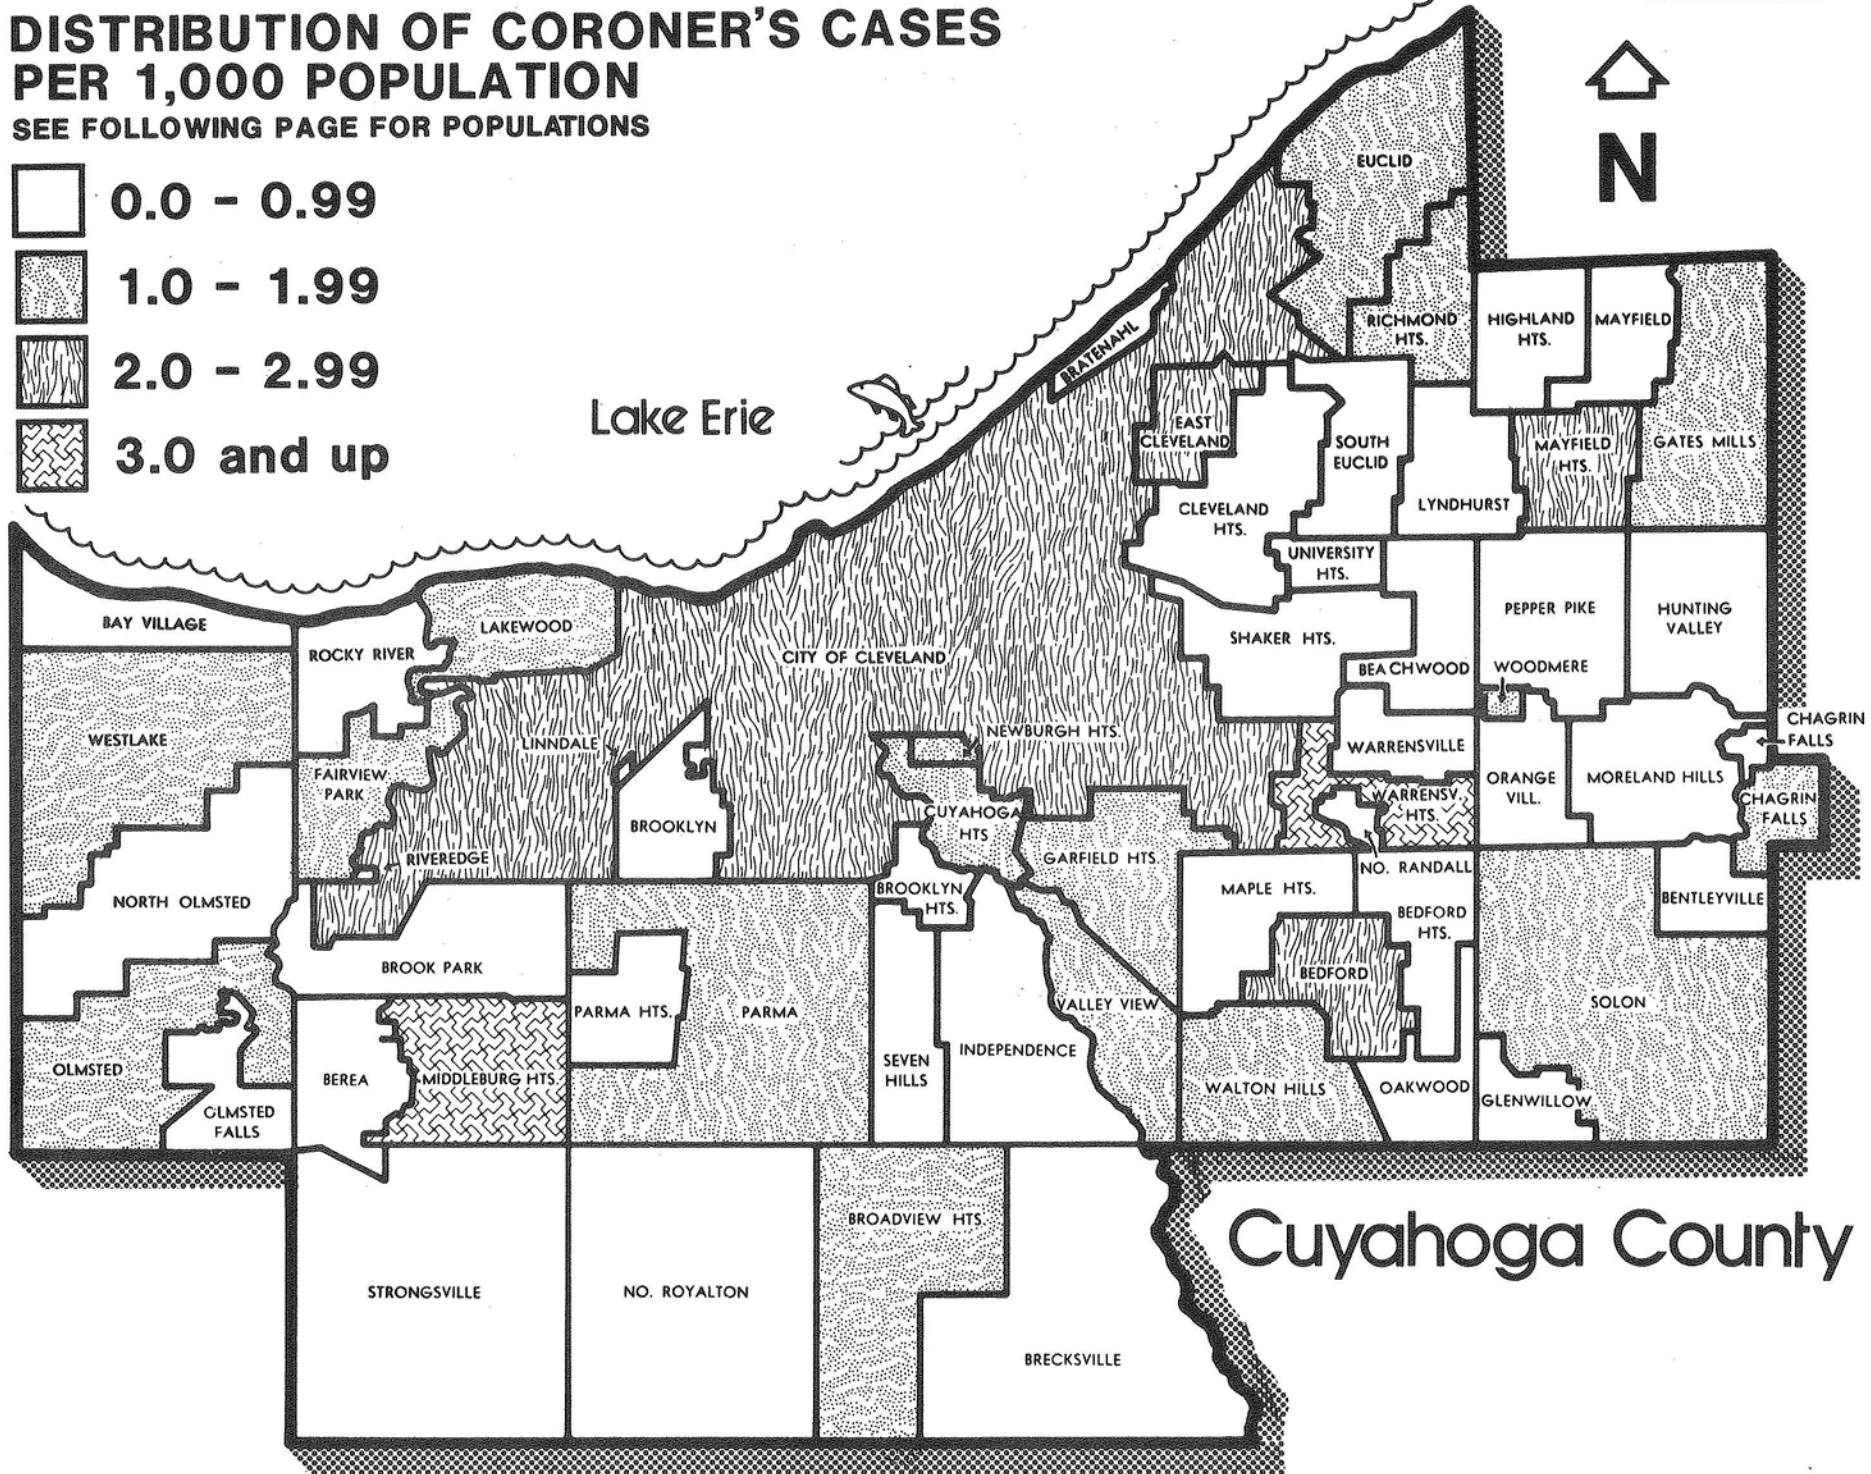 DISTRIBUTION OF CORONER'S CASES
PER 1,000 POPULATION
SEE FOLLOWING PAGE FOR POPULATIONS
0.0 - 0.99
1.0 - 1.99
2.0 - 2.99
3.0 and up
N
Lake Erie
EUCLID
RICHMOND
HTS.
HIGHLAND
HTS.
MAYFIELD
BRATENAHL
EAST
CLEVELAND
SOUTH
EUCLID
MAYFIELD
HTS.
GATES MILLS
CLEVELAND
HTS.
LYNDHURST
UNIVERSITY
HTS.
BAY VILLAGE
ROCKY RIVER
LAKEWOOD
CITY OF CLEVELAND
SHAKER HTS.
BEACHWOOD
PEPPER PIKE
WOODMERE
HUNTING
VALLEY
WESTLAKE
LINNDALE
NEWBURGH HTS.
WARRENSVILLE
CHAGRIN
FALLS
FAIRVIEW
PARK
BROOKLYN
CUYAHOGA
HTS
WARRENSV.
HTS.
ORANGE
VILL.
MORELAND HILLS
CHAGRIN
FALLS
RIVEREDGE
GARFIELD HTS.
NO. RANDALL
NORTH OLMSTED
BROOKLYN
HTS.
MAPLE HTS.
BEDFORD
HTS.
BENTLEYVILLE
BROOK PARK
BEDFORD
PARMA HTS.
PARMA
VALLEY VIEW
SOLON
OLMSTED
BEREA
MIDDLEBURG HTS.
SEVEN
HILLS
INDEPENDENCE
WALTON HILLS
OAKWOOD
GLENWILLOW
OLMSTED
FALLS
BROADVIEW HTS.
Cuyahoga County
STRONGSVILLE
NO. ROYALTON
BRECKSVILLE